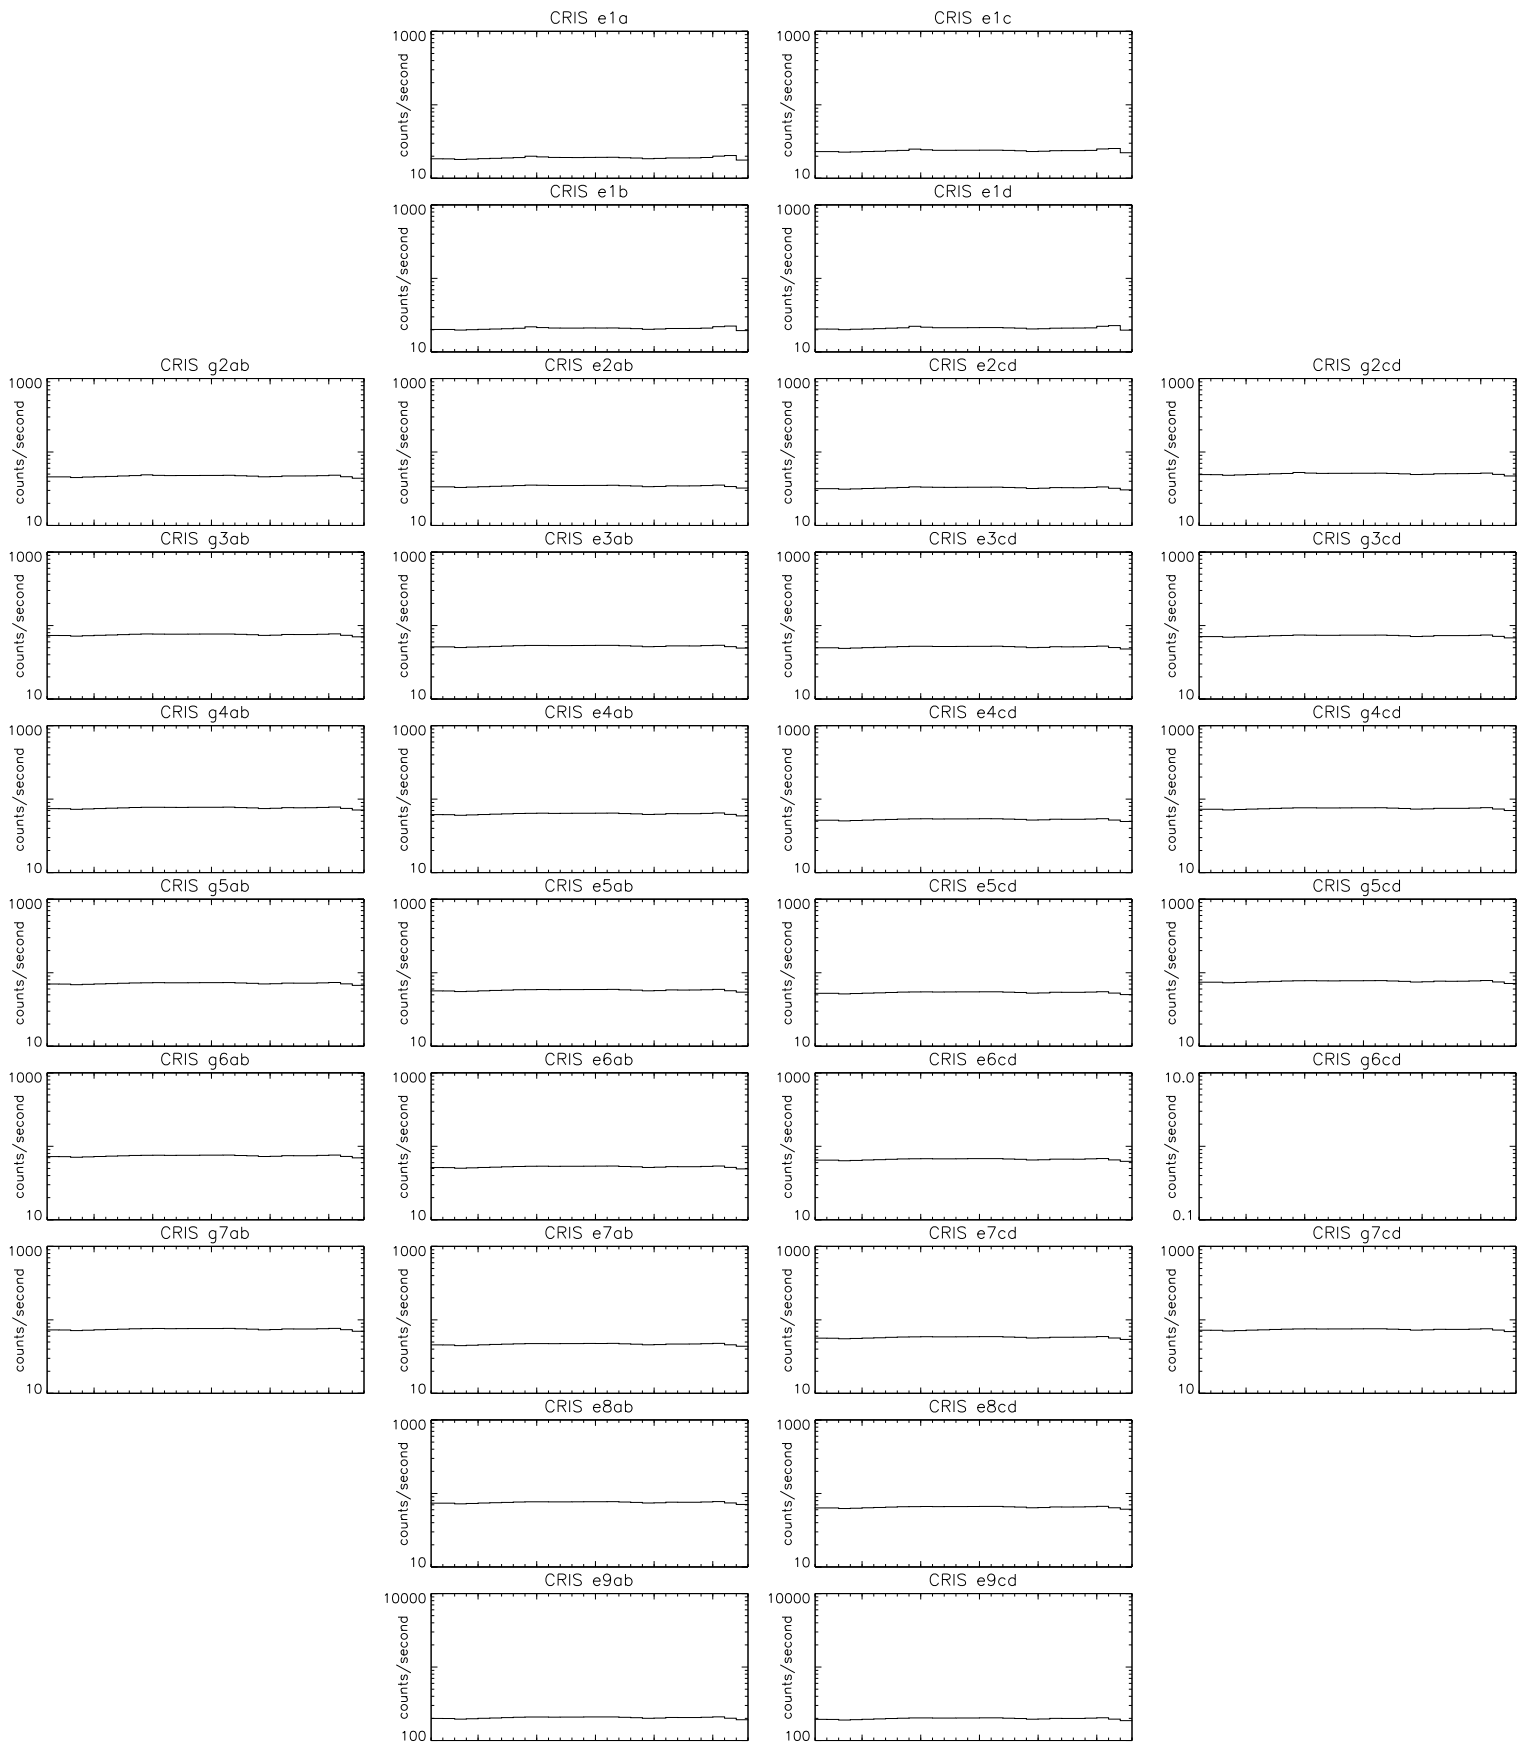 CRIS e1a
1000
counts/second
10
CRIS e1c
1000
counts/second
10
CRIS e1b
1000
counts/second
10
CRIS e1d
1000
counts/second
10
CRIS g2ab
1000
counts/second
10
CRIS e2ab
1000
counts/second
10
CRIS e2cd
1000
counts/second
10
CRIS g2cd
1000
counts/second
10
CRIS g3ab
1000
counts/second
10
CRIS e3ab
1000
counts/second
10
CRIS e3cd
1000
counts/second
10
CRIS g3cd
1000
counts/second
10
CRIS g4ab
1000
counts/second
10
CRIS e4ab
1000
counts/second
10
CRIS e4cd
1000
counts/second
10
CRIS g4cd
1000
counts/second
10
CRIS g5ab
1000
counts/second
10
CRIS e5ab
1000
counts/second
10
CRIS e5cd
1000
counts/second
10
CRIS g5cd
1000
counts/second
10
CRIS g6ab
1000
counts/second
10
CRIS e6ab
1000
counts/second
10
CRIS e6cd
1000
counts/second
10
CRIS g6cd
10.0
counts/second
0.1
CRIS g7ab
1000
counts/second
10
CRIS e7ab
1000
counts/second
10
CRIS e7cd
1000
counts/second
10
CRIS g7cd
1000
counts/second
10
CRIS e8ab
1000
counts/second
10
CRIS e8cd
1000
counts/second
10
CRIS e9ab
10000
counts/second
100
CRIS e9cd
10000
counts/second
100